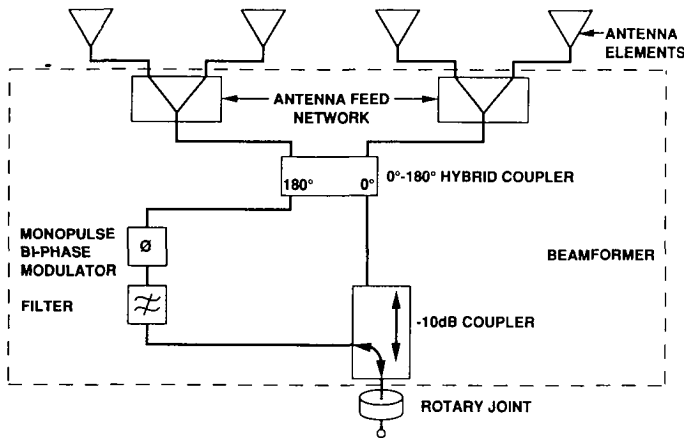 ANTENNA
ELEMENTS
ANTENNA FEED
NETWORK
180°
0°
0°-180° HYBRID COUPLER
MONOPULSE
BI-PHASE
MODULATOR
Ø
BEAMFORMER
FILTER
-10dB COUPLER
ROTARY JOINT